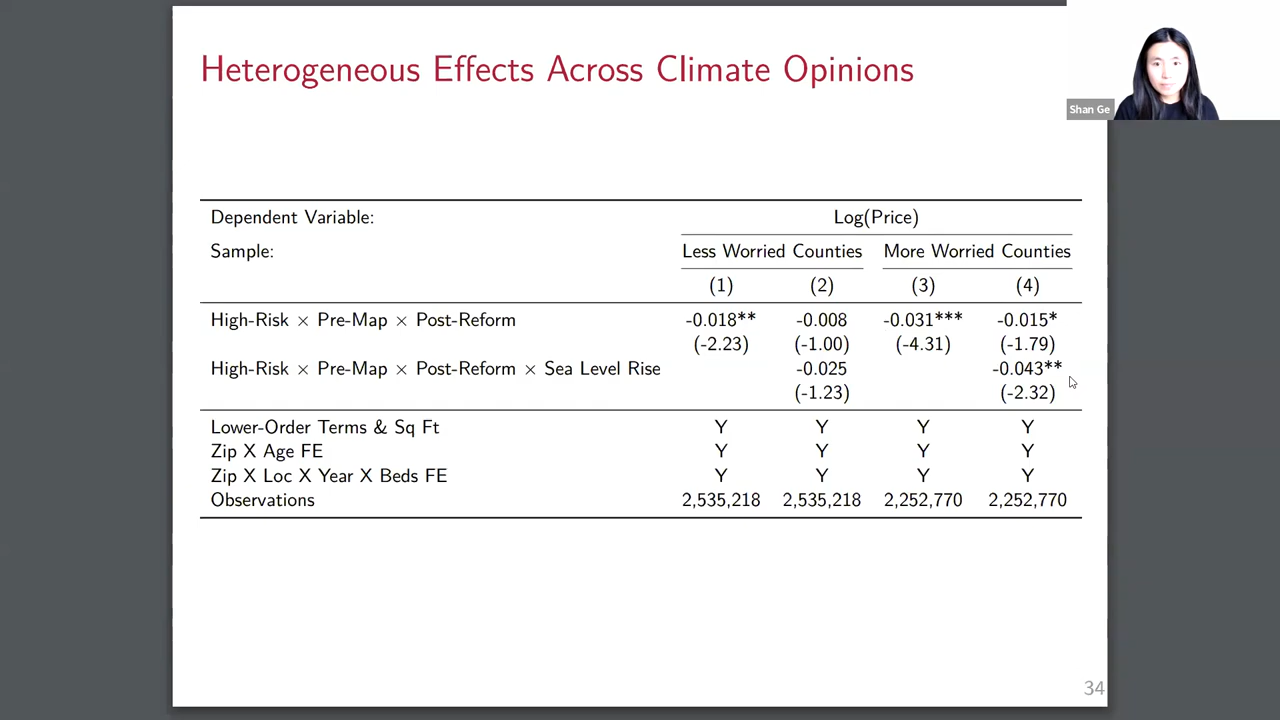 Heterogeneous Effects Across Climate Opinions
Shan Ge
Dependent Variable: Log(Price)
Sample: Less Worried Counties More Worried Counties
(1) (2) (3) (4)
High-Risk × Pre-Map × Post-Reform -0.018** -0.008 -0.031*** -0.015*
(-2.23) (-1.00) (-4.31) (-1.79)
High-Risk × Pre-Map × Post-Reform × Sea Level Rise -0.025 -0.043**
(-1.23) (-2.32)
Lower-Order Terms & Sq Ft Y Y Y Y
Zip X Age FE Y Y Y Y
Zip X Loc X Year X Beds FE Y Y Y Y
Observations 2,535,218 2,535,218 2,252,770 2,252,770
34